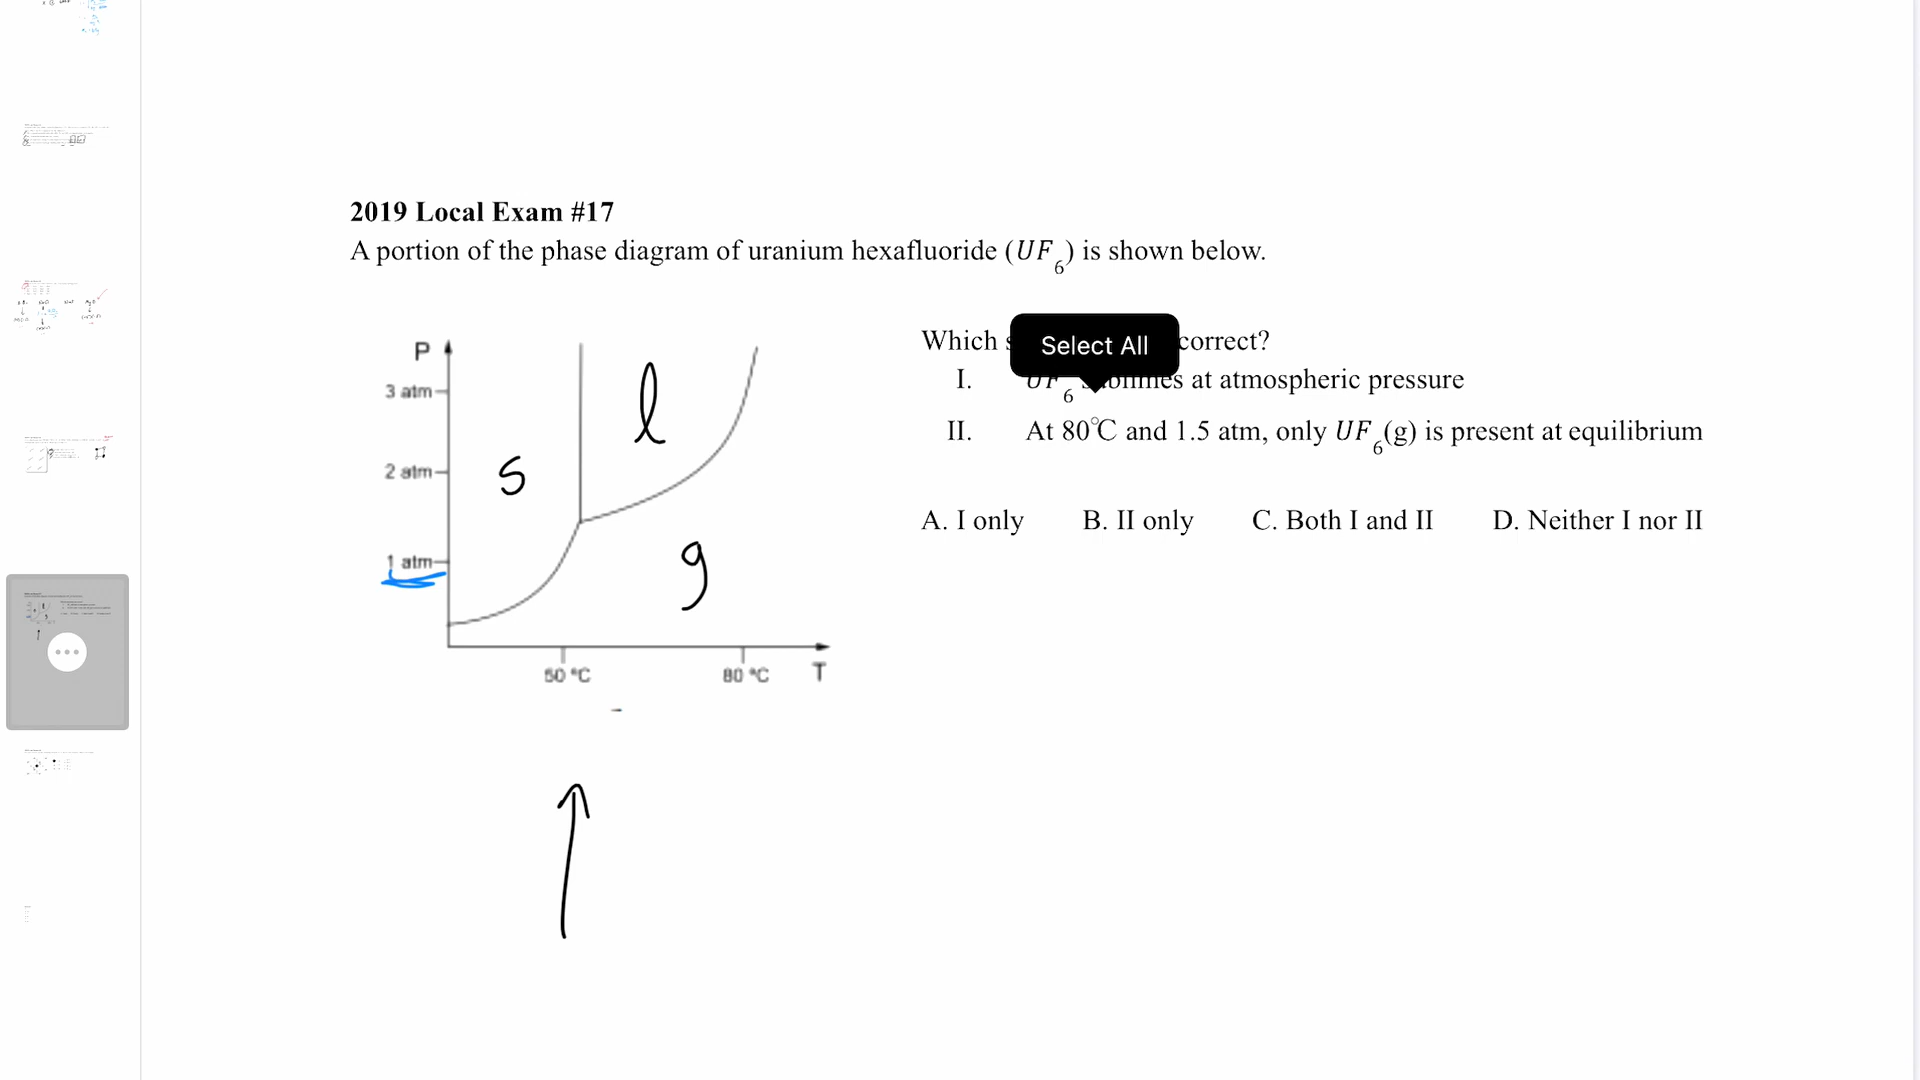 2019 Local Exam #17
A portion of the phase diagram of uranium hexafluoride (UF6) is shown below.
P
3 atm
2 atm
1 atm
s
l
g
50 °C
80 °C
T
Which
Select All
correct?
I. UF6 sublimes at atmospheric pressure
II. At 80℃ and 1.5 atm, only UF6(g) is present at equilibrium
A. I only B. II only C. Both I and II D. Neither I nor II